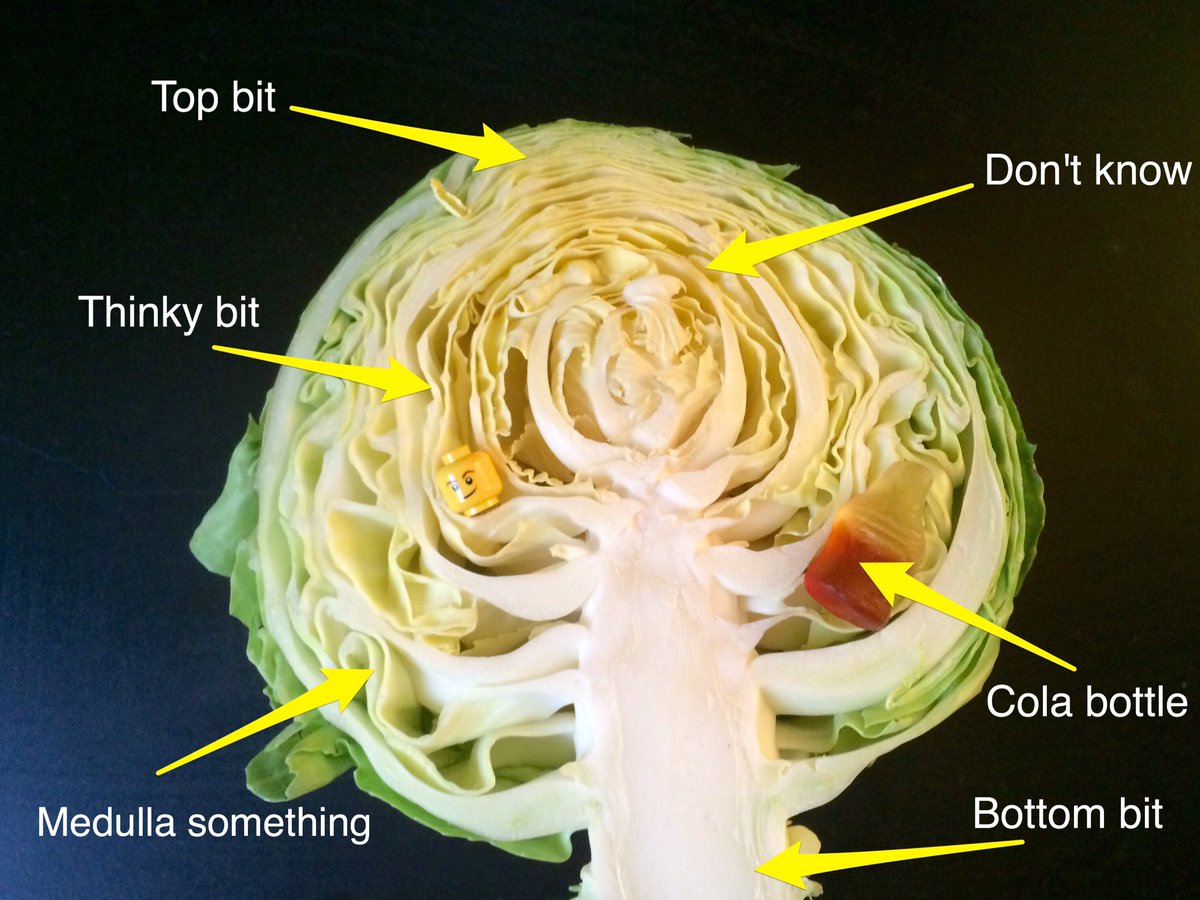 Top bit
Don't know
Thinky bit
Cola bottle
Medulla something
Bottom bit